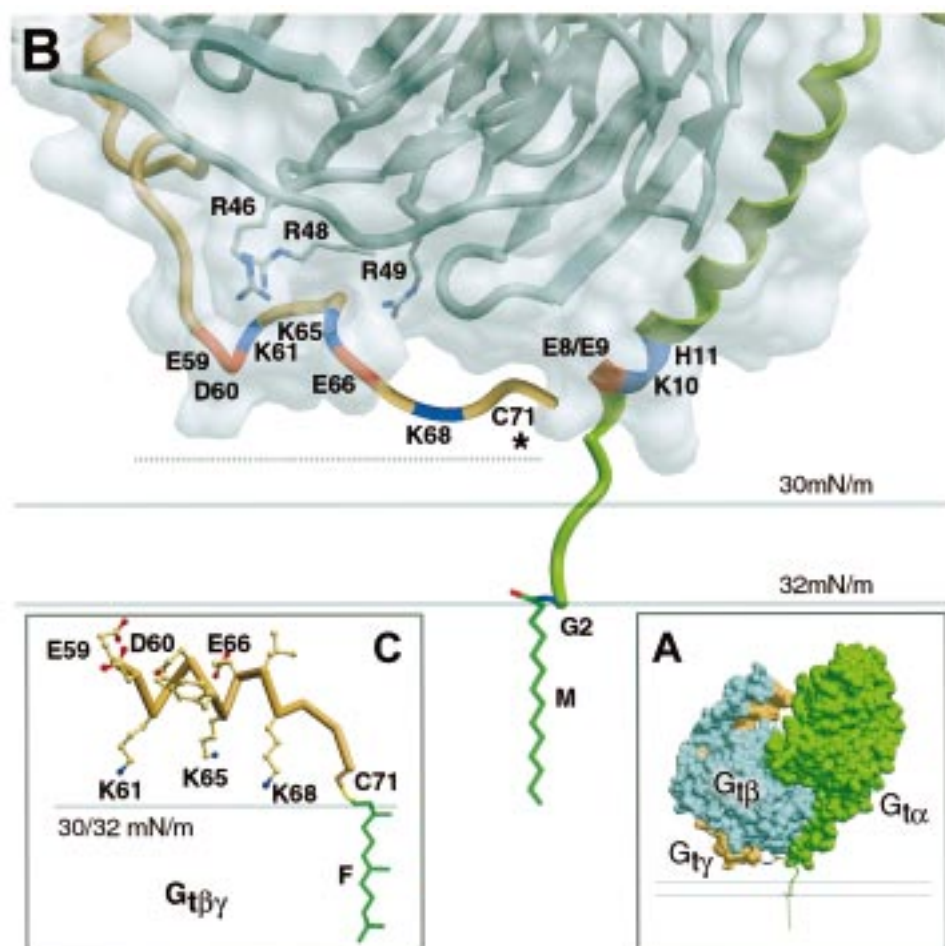 B
R46
R48
R49
E59
D60
K61
K65
E66
K68
C71
*
E8/E9
H11
K10
30mN/m
32mN/m
G2
M
C
E59
D60
E66
K61
K65
K68
C71
30/32 mN/m
F
Gtβγ
A
Gtβ
Gtα
Gtγ